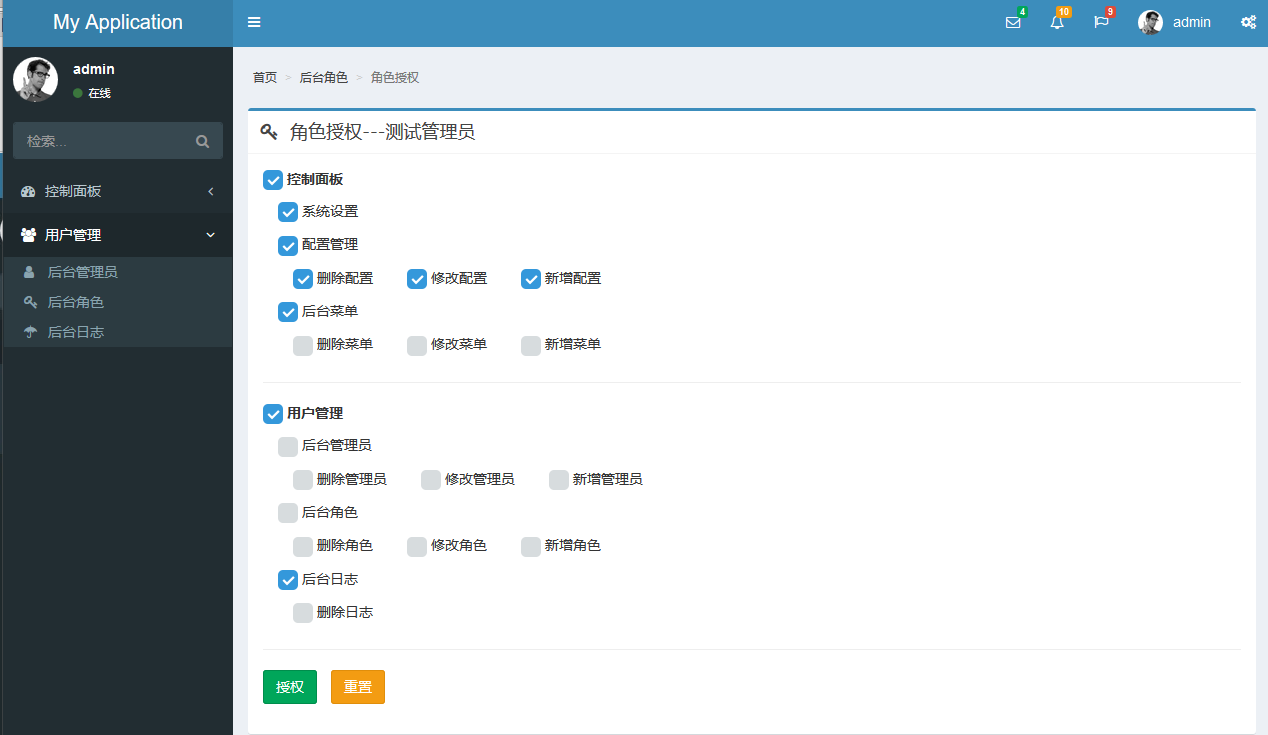 My Application
4
10
9
admin
admin
在线
检索...
控制面板
用户管理
后台管理员
后台角色
后台日志
首页 > 后台角色 > 角色授权
角色授权---测试管理员
控制面板
系统设置
配置管理
删除配置 修改配置 新增配置
后台菜单
删除菜单 修改菜单 新增菜单
用户管理
后台管理员
删除管理员 修改管理员 新增管理员
后台角色
删除角色 修改角色 新增角色
后台日志
删除日志
授权 重置